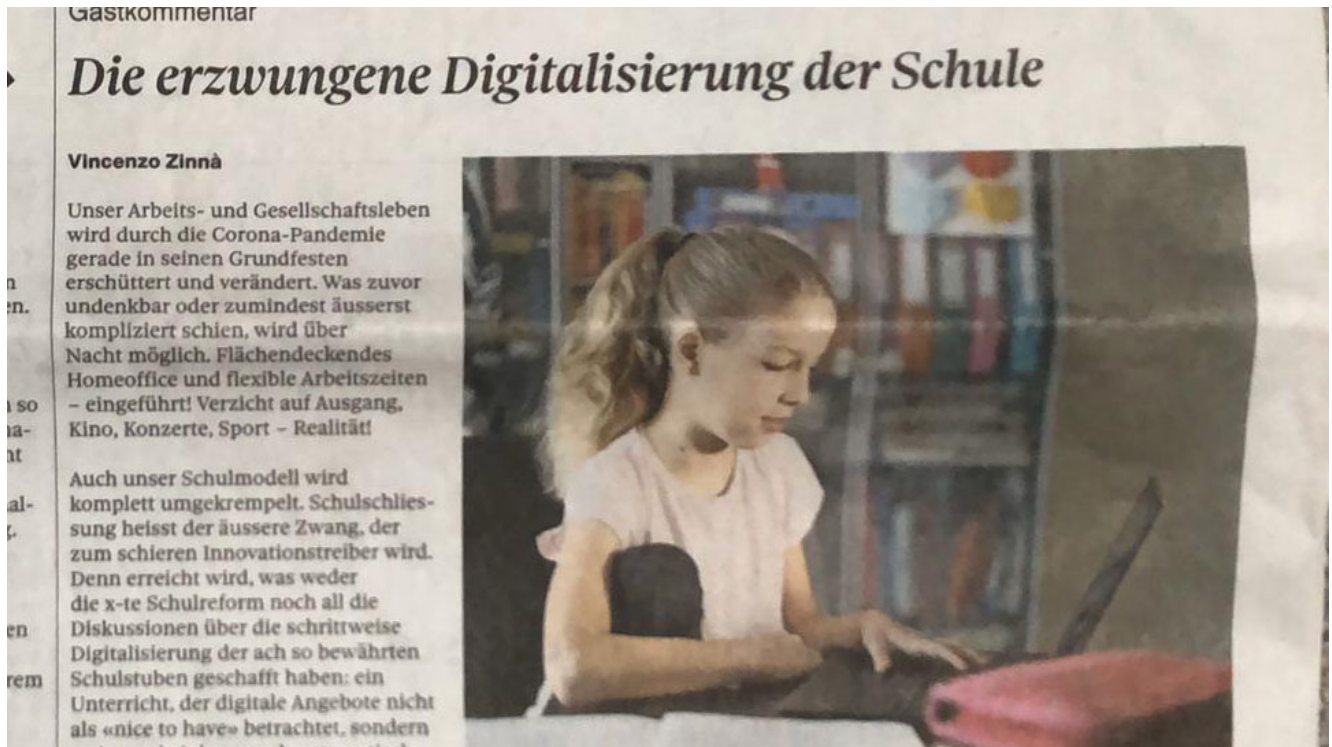 Gastkommentar
Die erzwungene Digitalisierung der Schule
Vincenzo Zinnà
Unser Arbeits- und Gesellschaftsleben
wird durch die Corona-Pandemie
gerade in seinen Grundfesten
erschüttert und verändert. Was zuvor
undenkbar oder zumindest äusserst
kompliziert schien, wird über
Nacht möglich. Flächendeckendes
Homeoffice und flexible Arbeitszeiten
– eingeführt! Verzicht auf Ausgang,
Kino, Konzerte, Sport – Realität!
Auch unser Schulmodell wird
komplett umgekrempelt. Schulschlies-
sung heisst der äussere Zwang, der
zum schieren Innovationstreiber wird.
Denn erreicht wird, was weder
die x-te Schulreform noch all die
Diskussionen über die schrittweise
Digitalisierung der ach so bewährten
Schulstuben geschafft haben: ein
Unterricht, der digitale Angebote nicht
als «nice to have» betrachtet, sondern